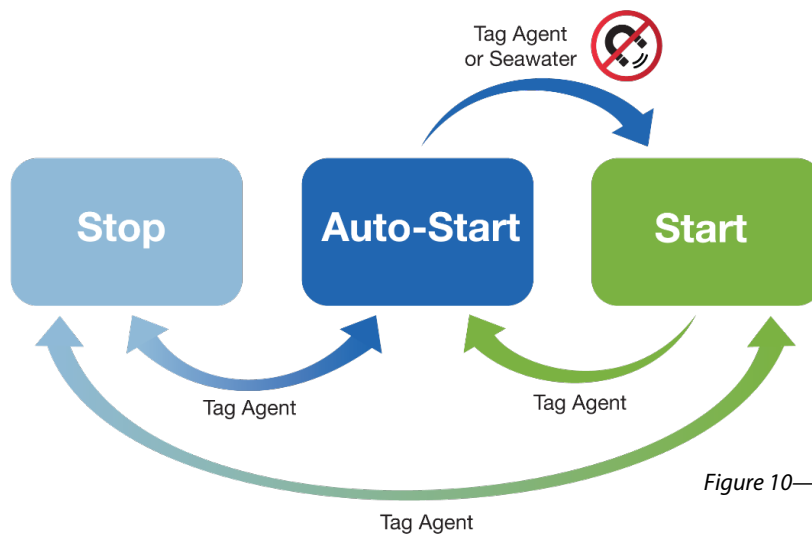 Tag Agent
or Seawater
Stop
Auto-Start
Start
Tag Agent
Tag Agent
Figure 10—
Tag Agent